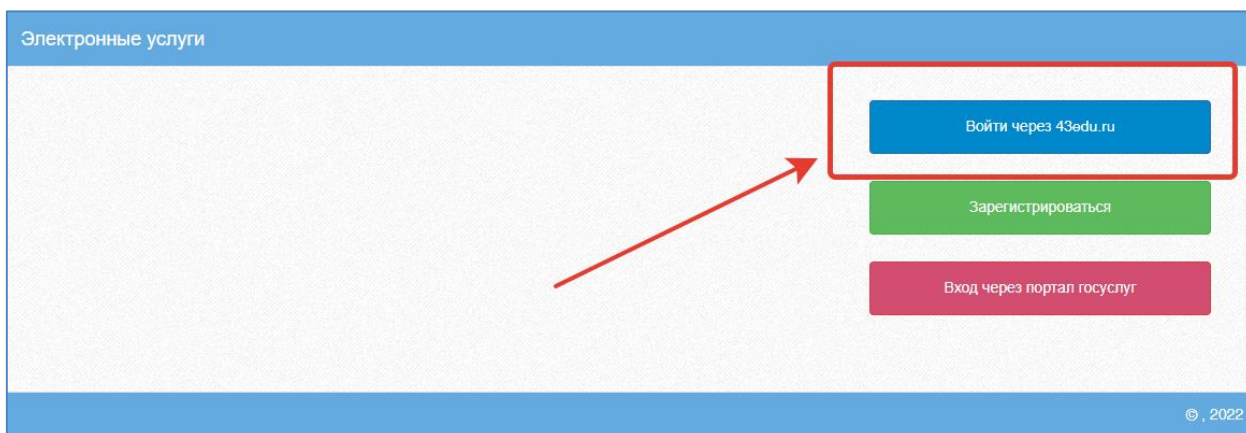 Электронные услуги
Войти через 43edu.ru
Зарегистрироваться
Вход через портал госуслуг
© , 2022